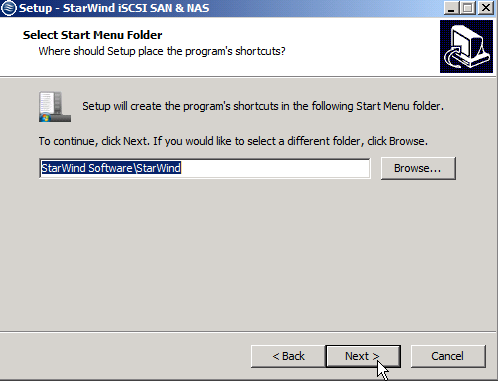 Setup - StarWind iSCSI SAN & NAS
Select Start Menu Folder
Where should Setup place the program's shortcuts?
Setup will create the program's shortcuts in the following Start Menu folder.
To continue, click Next. If you would like to select a different folder, click Browse.
StarWind Software\StarWind
Browse...
< Back
Next >
Cancel